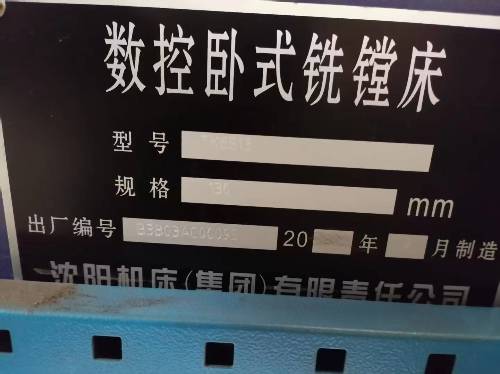 数控卧式铣镗床
型号
规格 130 mm
出厂编号 20 年 月制造
沈阳机床(集团)有限责任公司